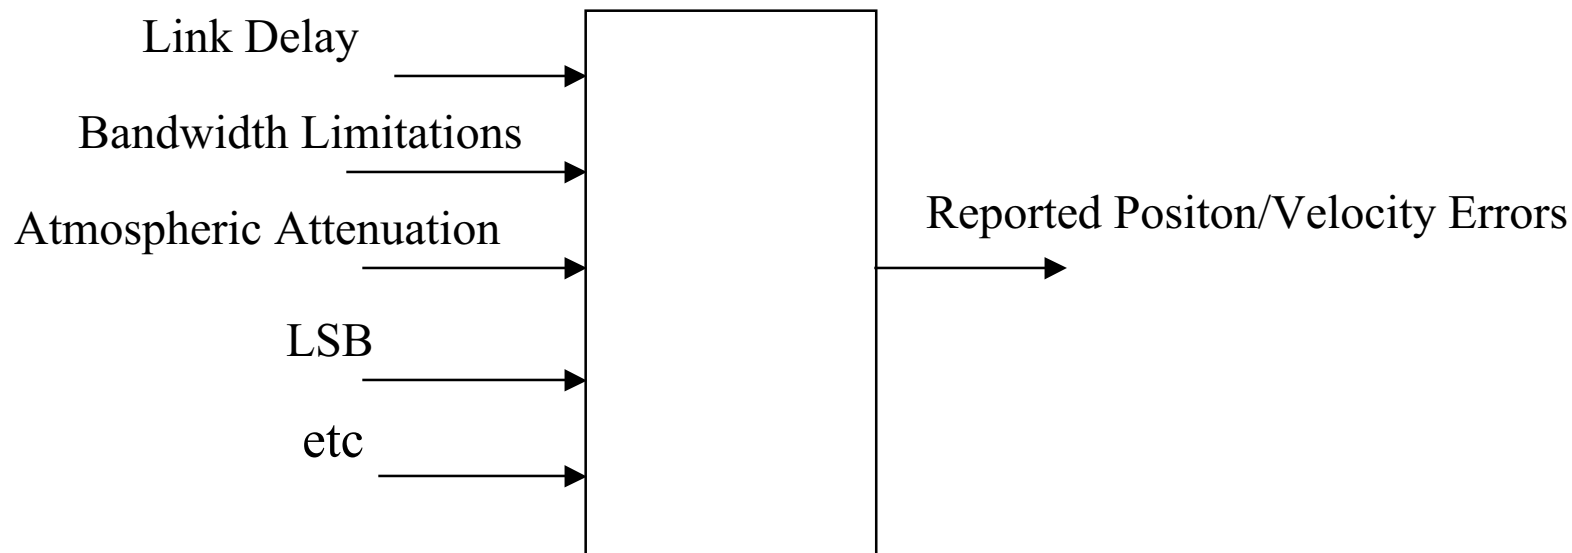 Link Delay
Bandwidth Limitations
Atmospheric Attenuation
Reported Positon/Velocity Errors
LSB
etc